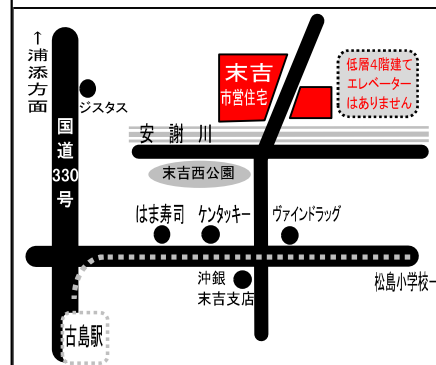 ↑浦添方面
ジスタス
国道330号
末吉
市営住宅
低層4階建て
エレベーター
はありません
安謝川
末吉西公園
はま寿司
ケンタッキー
ヴァインドラッグ
沖銀
末吉支店
松島小学校ー
古島駅